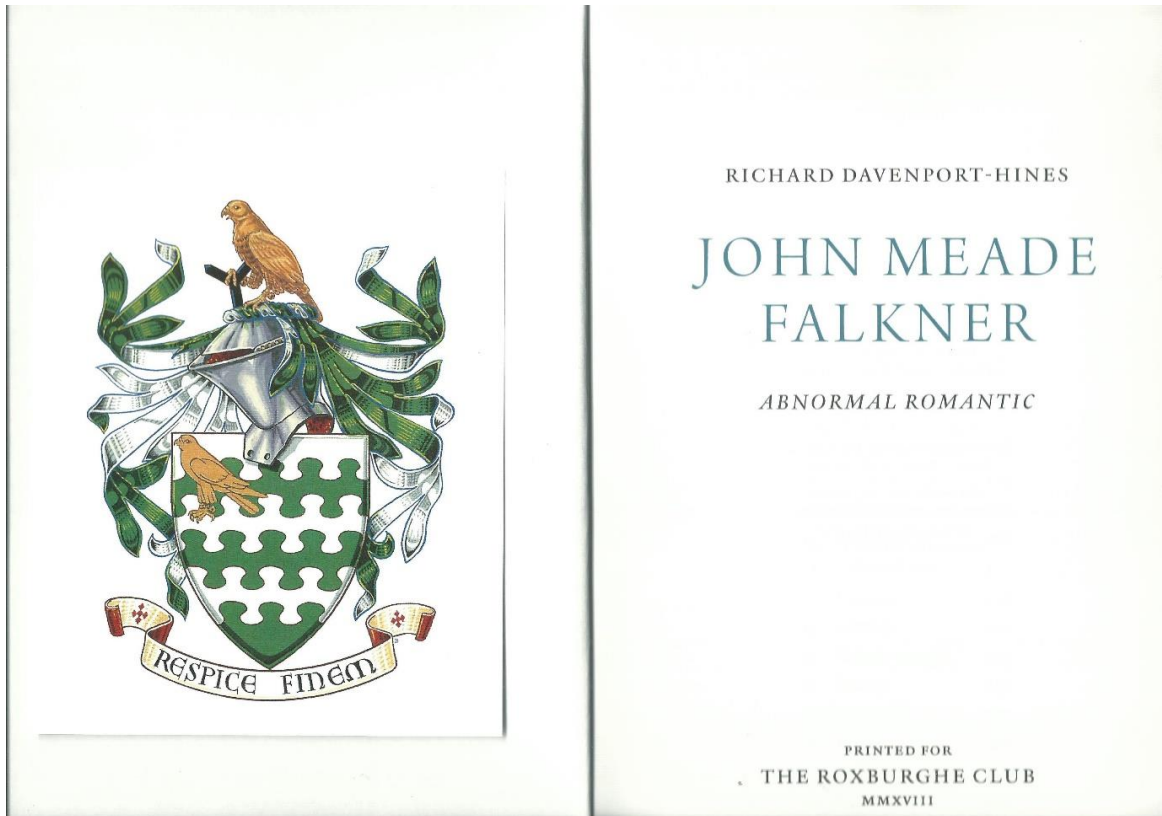 RESPICE FINEM
RICHARD DAVENPORT-HINES
JOHN MEADE
FALKNER
ABNORMAL ROMANTIC
PRINTED FOR
THE ROXBURGHE CLUB
MMXVIII